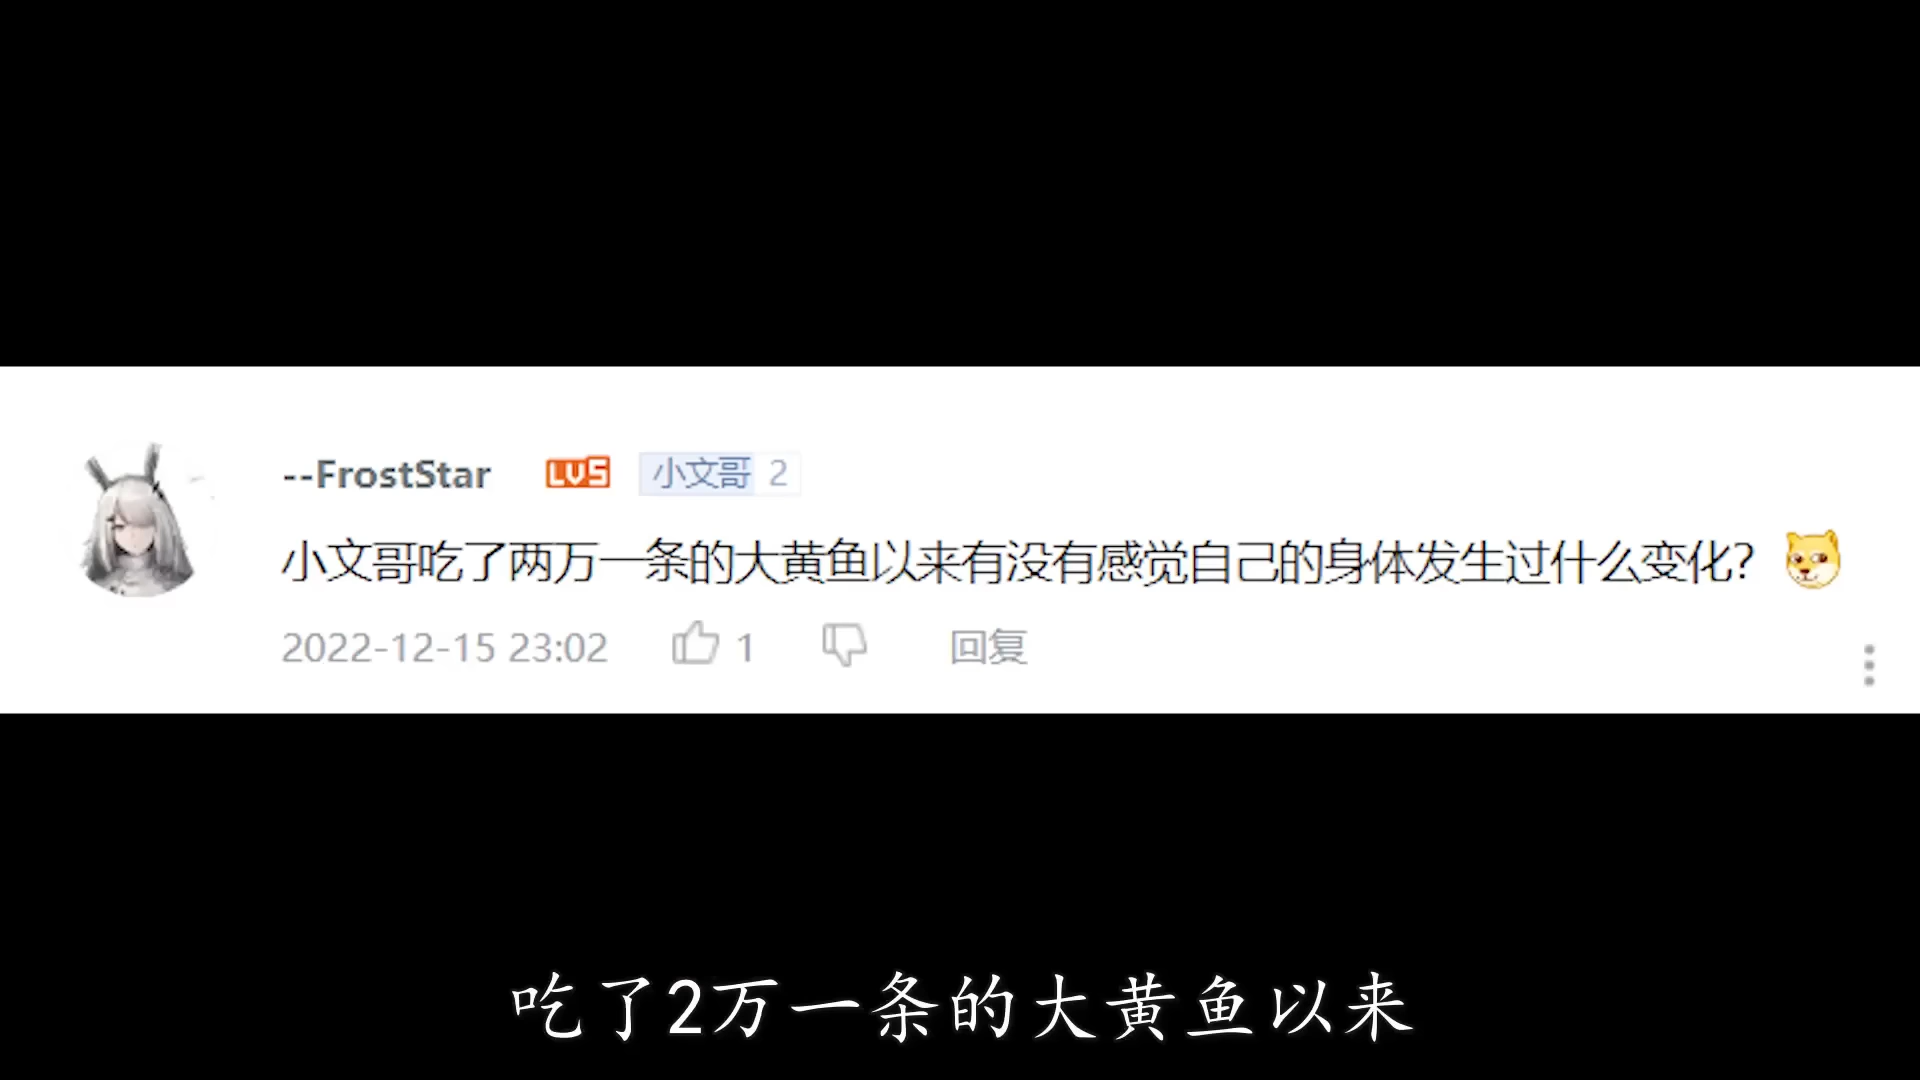 --FrostStar LV5 小文哥 2
小文哥吃了两万一条的大黄鱼以来有没有感觉自己的身体发生过什么变化?
2022-12-15 23:02 1 回复
吃了2万一条的大黄鱼以来